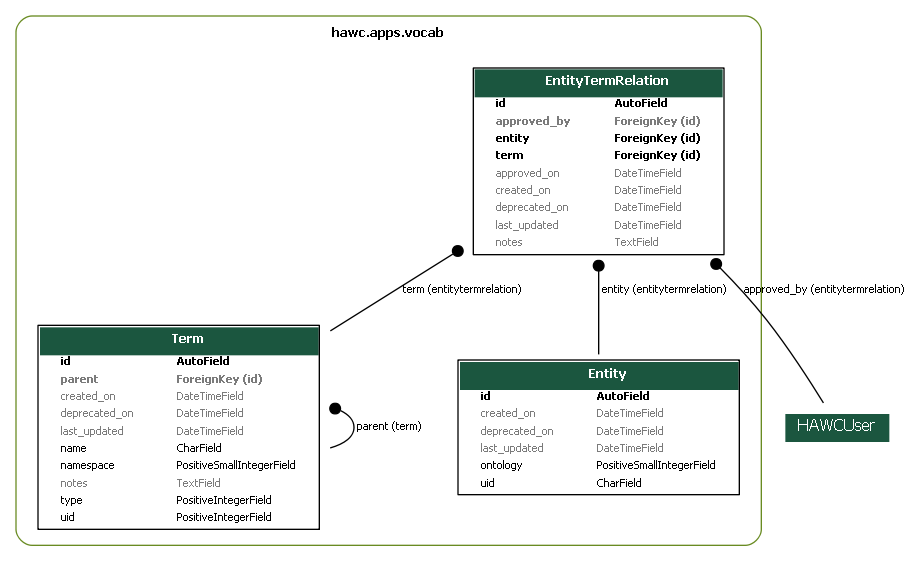 hawc.apps.vocab
EntityTermRelation
id AutoField
approved_by ForeignKey (id)
entity ForeignKey (id)
term ForeignKey (id)
approved_on DateTimeField
created_on DateTimeField
deprecated_on DateTimeField
last_updated DateTimeField
notes TextField
term (entitytermrelation)
entity (entitytermrelation)
approved_by (entitytermrelation)
Term
id AutoField
parent ForeignKey (id)
created_on DateTimeField
deprecated_on DateTimeField
last_updated DateTimeField
name CharField
namespace PositiveSmallIntegerField
notes TextField
type PositiveIntegerField
uid PositiveIntegerField
parent (term)
Entity
id AutoField
created_on DateTimeField
deprecated_on DateTimeField
last_updated DateTimeField
ontology PositiveSmallIntegerField
uid CharField
HAWCUser